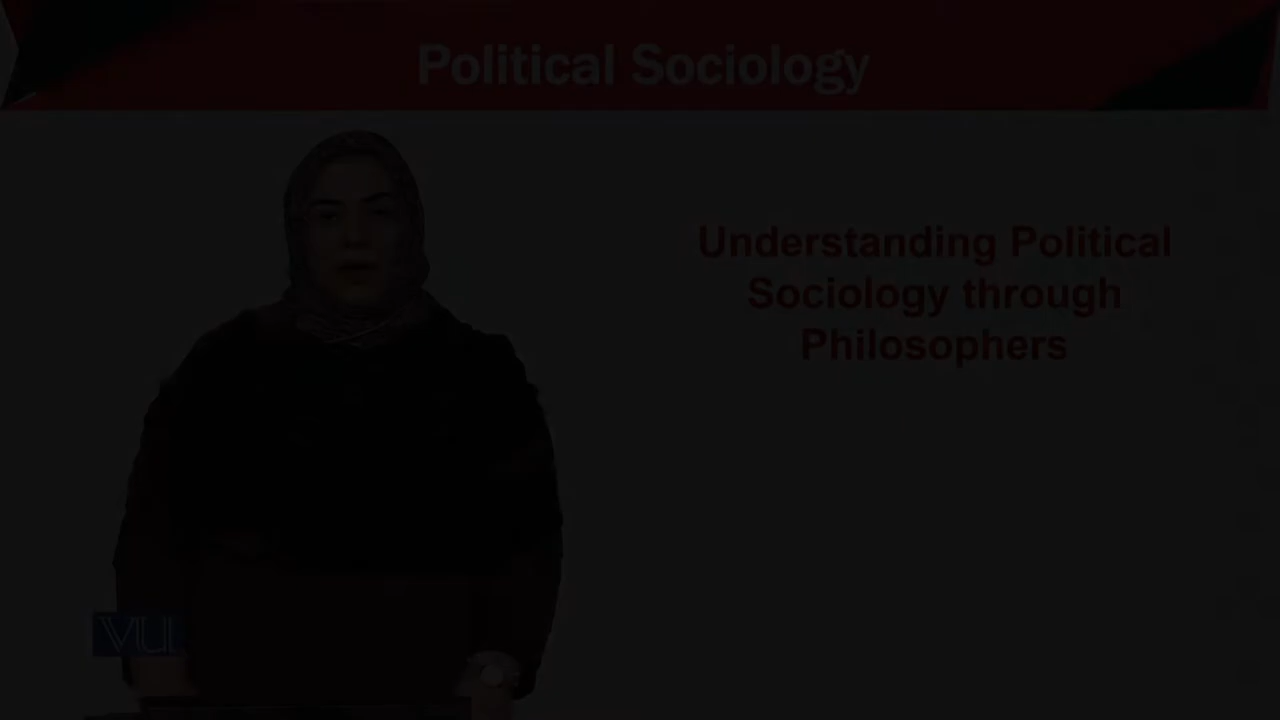 Political Sociology
Understanding Political
Sociology through
Philosophers
VU